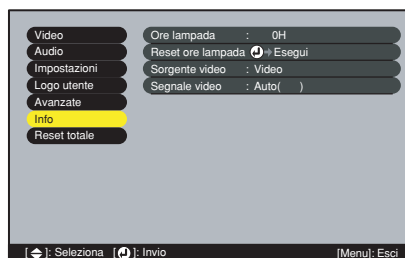 Video
Audio
Impostazioni
Logo utente
Avanzate
Info
Reset totale
Ore lampada : 0H
Reset ore lampada Esegui
Sorgente video : Video
Segnale video : Auto( )
[ ]: Seleziona [ ]: Invio [Menu]: Esci